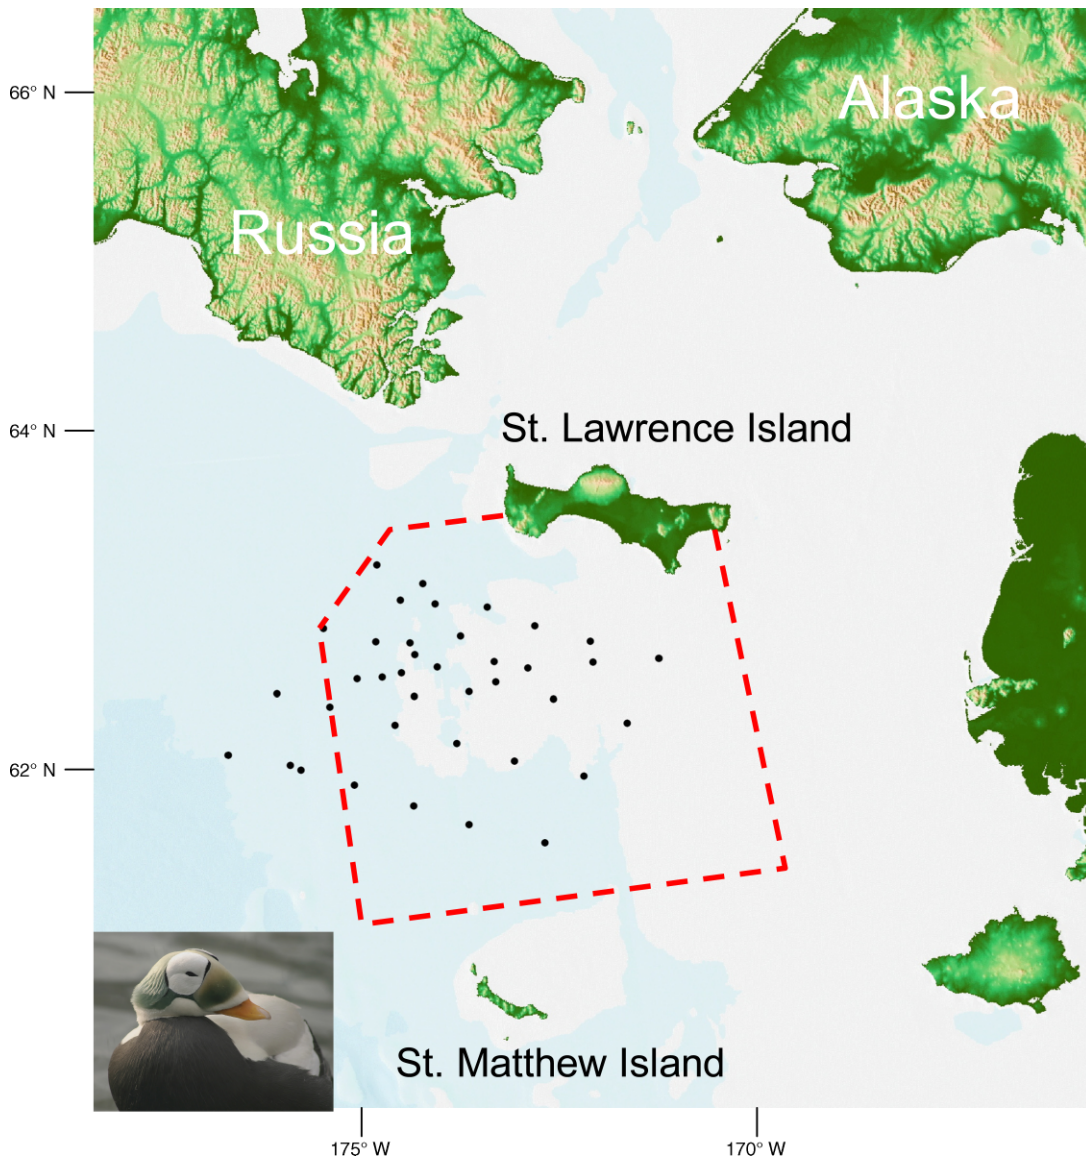 66° N
Alaska
Russia
64° N
St. Lawrence Island
62° N
St. Matthew Island
175° W
170° W